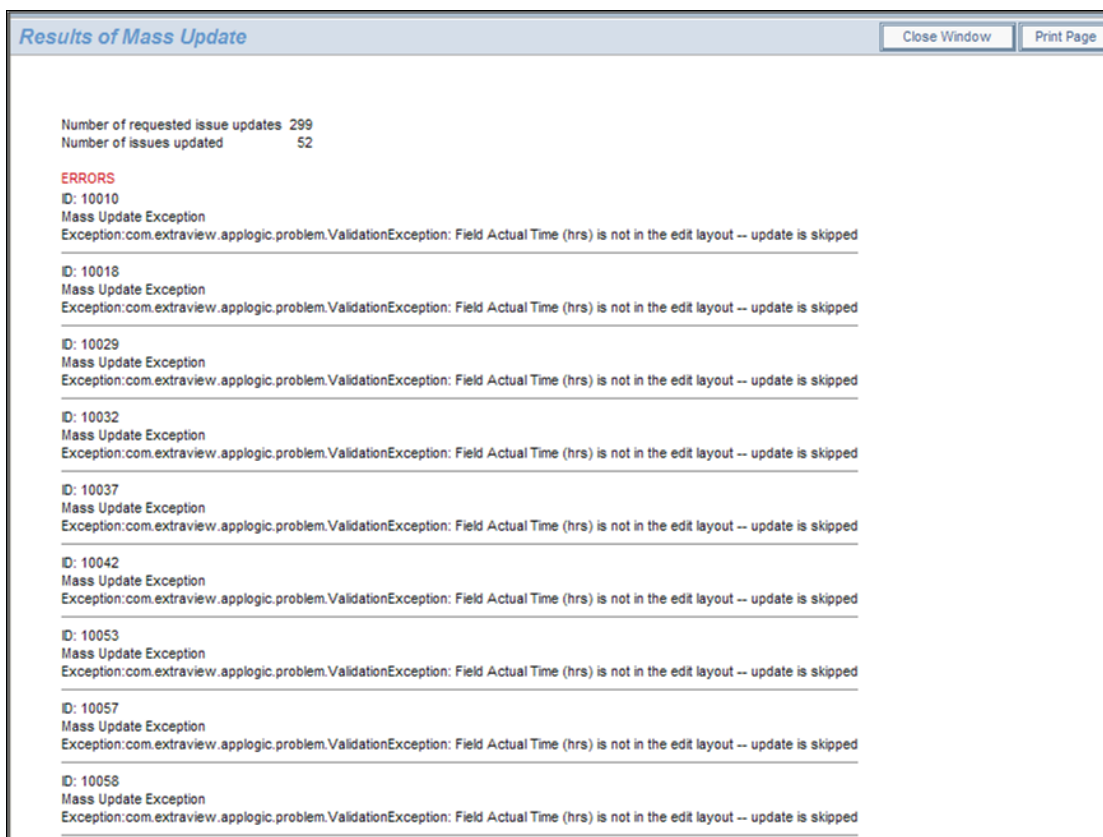 Results of Mass Update
Close Window
Print Page
Number of requested issue updates 299
Number of issues updated 52
ERRORS
ID: 10010
Mass Update Exception
Exception:com.extraview.applogic.problem.ValidationException: Field Actual Time (hrs) is not in the edit layout -- update is skipped
ID: 10018
Mass Update Exception
Exception:com.extraview.applogic.problem.ValidationException: Field Actual Time (hrs) is not in the edit layout -- update is skipped
ID: 10029
Mass Update Exception
Exception:com.extraview.applogic.problem.ValidationException: Field Actual Time (hrs) is not in the edit layout -- update is skipped
ID: 10032
Mass Update Exception
Exception:com.extraview.applogic.problem.ValidationException: Field Actual Time (hrs) is not in the edit layout -- update is skipped
ID: 10037
Mass Update Exception
Exception:com.extraview.applogic.problem.ValidationException: Field Actual Time (hrs) is not in the edit layout -- update is skipped
ID: 10042
Mass Update Exception
Exception:com.extraview.applogic.problem.ValidationException: Field Actual Time (hrs) is not in the edit layout -- update is skipped
ID: 10053
Mass Update Exception
Exception:com.extraview.applogic.problem.ValidationException: Field Actual Time (hrs) is not in the edit layout -- update is skipped
ID: 10057
Mass Update Exception
Exception:com.extraview.applogic.problem.ValidationException: Field Actual Time (hrs) is not in the edit layout -- update is skipped
ID: 10058
Mass Update Exception
Exception:com.extraview.applogic.problem.ValidationException: Field Actual Time (hrs) is not in the edit layout -- update is skipped